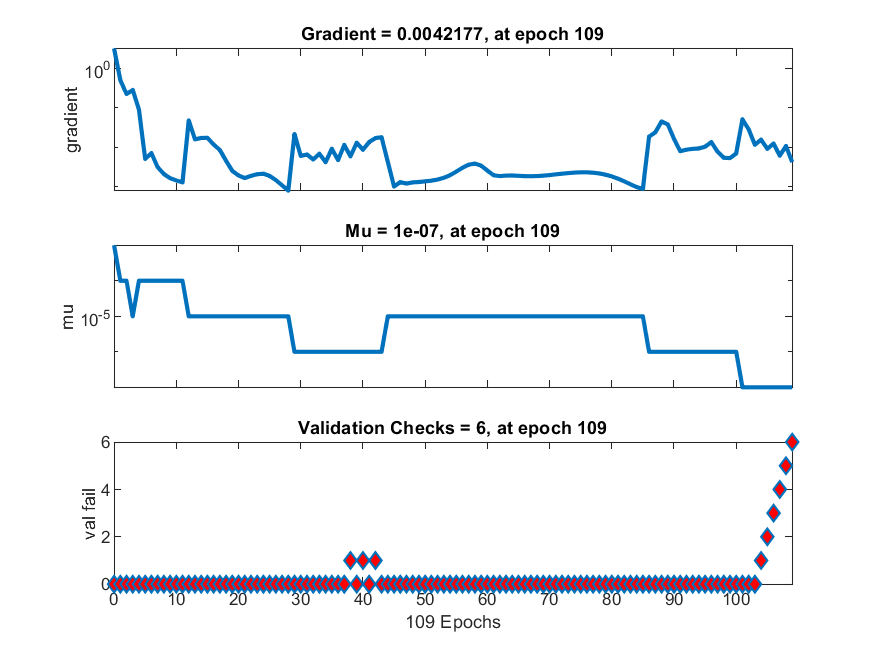 Gradient = 0.0042177, at epoch 109
10^0
gradient
Mu = 1e-07, at epoch 109
10^-5
mu
Validation Checks = 6, at epoch 109
6
4
2
0
val fail
0 10 20 30 40 50 60 70 80 90 100
109 Epochs